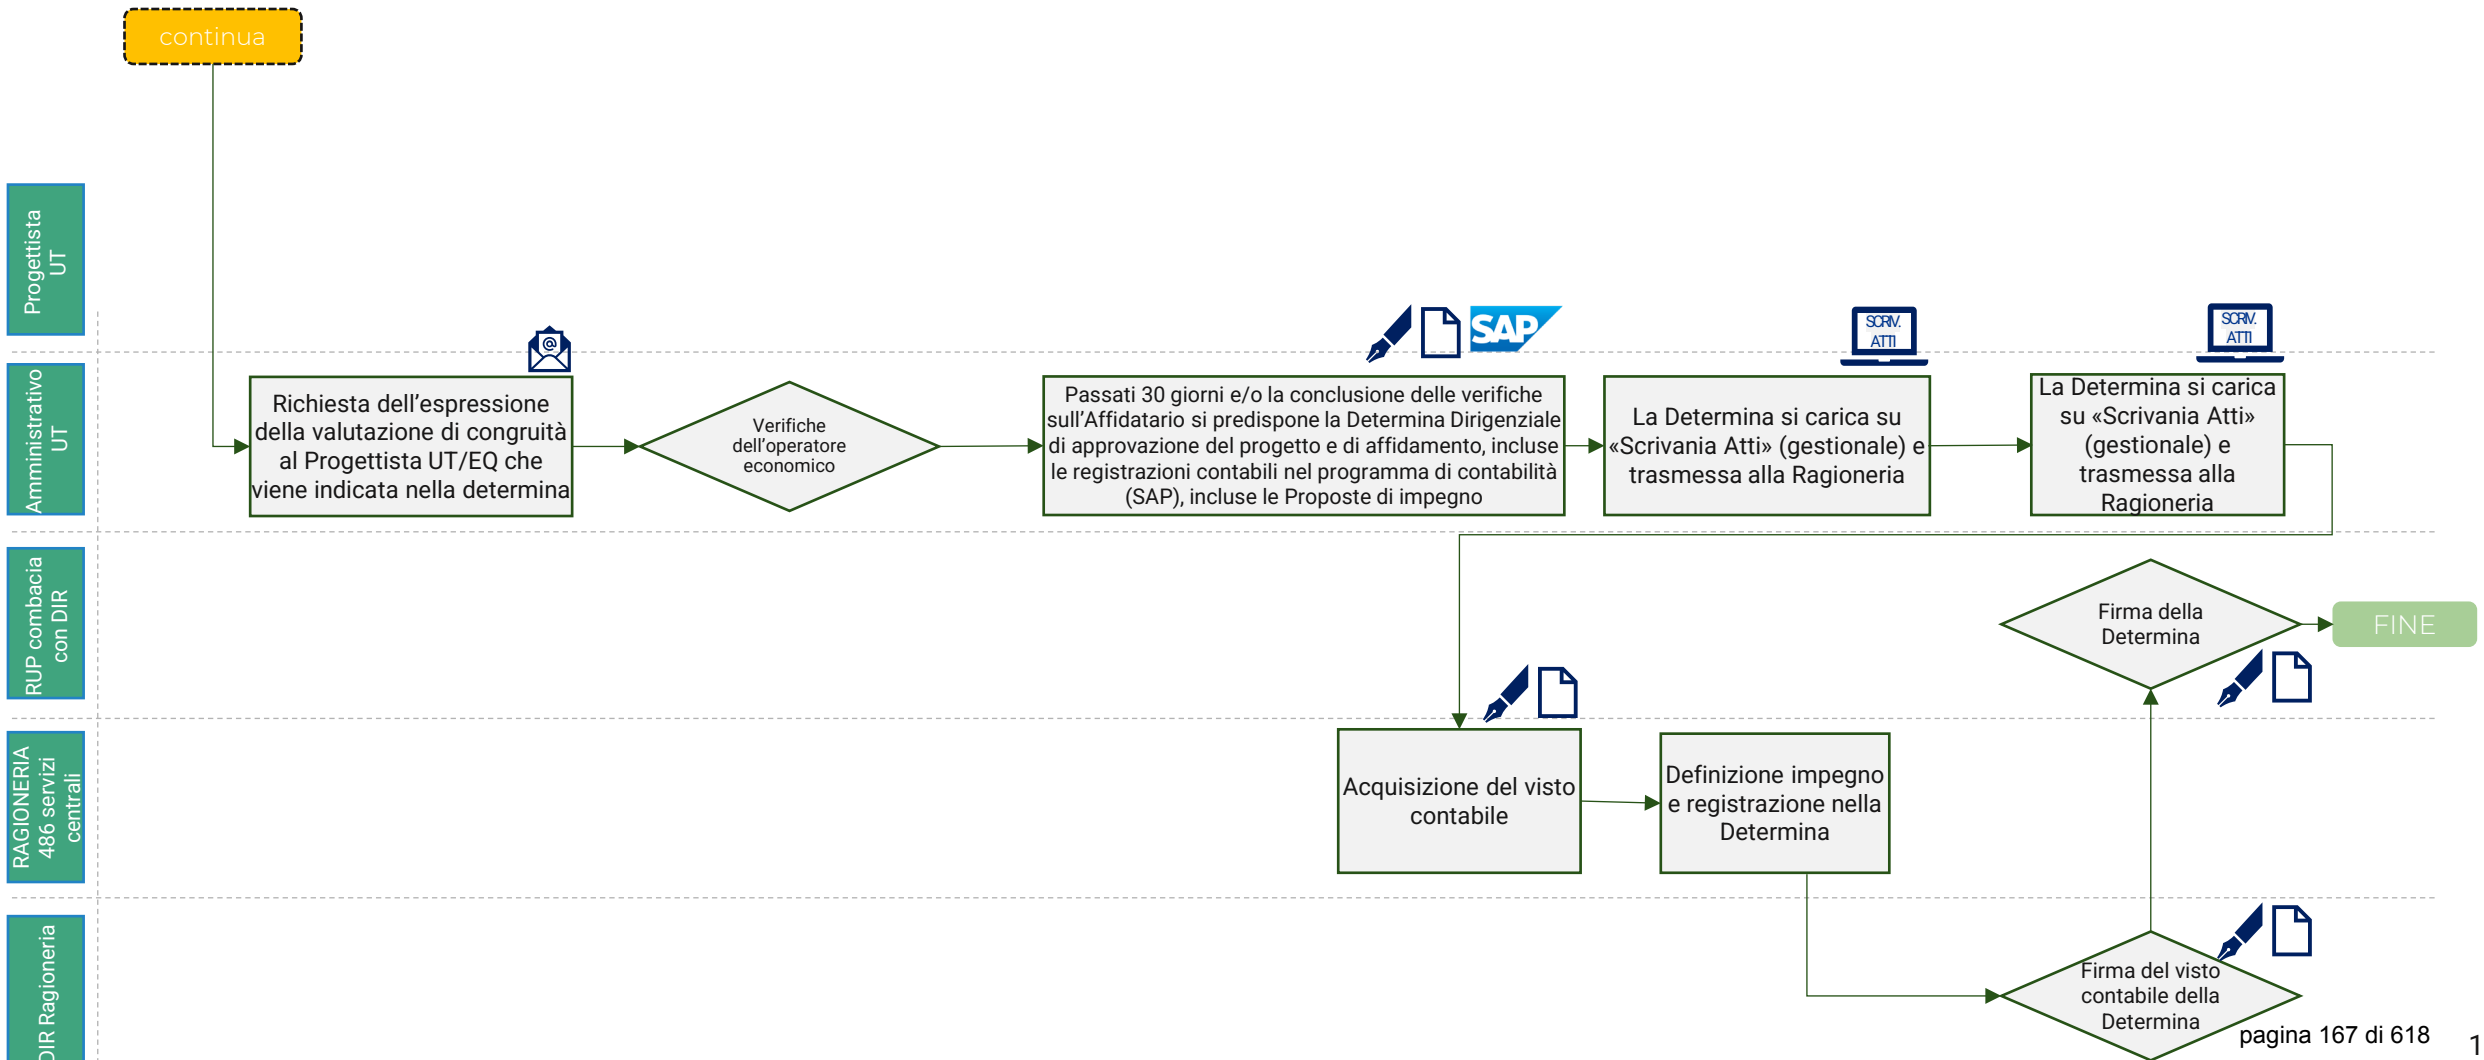 continua
Progettista
UT
SAP
SCRIV.
ATTI
SCRIV.
ATTI
Amministrativo
UT
Richiesta dell’espressione
della valutazione di congruità
al Progettista UT/EQ che
viene indicata nella determina
Verifiche
dell’operatore
economico
Passati 30 giorni e/o la conclusione delle verifiche
sull’Affidatario si predispone la Determina Dirigenziale
di approvazione del progetto e di affidamento, incluse
le registrazioni contabili nel programma di contabilità
(SAP), incluse le Proposte di impegno
La Determina si carica su
«Scrivania Atti» (gestionale) e
trasmessa alla Ragioneria
La Determina si carica
su «Scrivania Atti»
(gestionale) e
trasmessa alla
Ragioneria
RUP combacia
con DIR
Firma della
Determina
FINE
RAGIONERIA
486 servizi
centrali
Acquisizione del visto
contabile
Definizione impegno
e registrazione nella
Determina
DIR Ragioneria
Firma del visto
contabile della
Determina
pagina 167 di 618
1